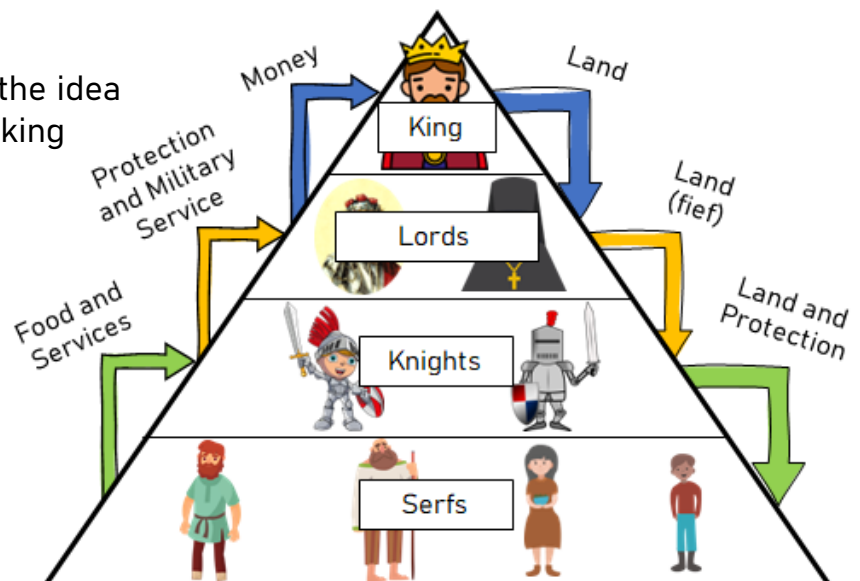 the idea
king
Money
Land
King
Protection
and Military
Service
Land
(fief)
Lords
Food and
Services
Land and
Protection
Knights
Serfs